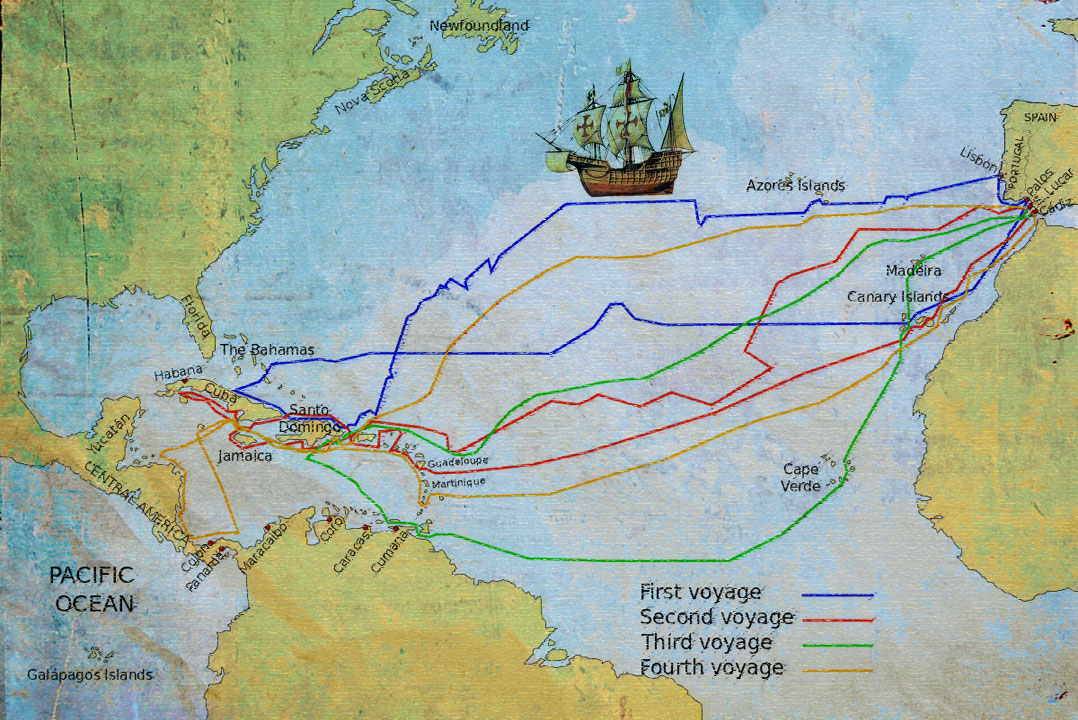 Newfoundland
Nova Scotia
SPAIN
PORTUGAL
Lisbon
Azores Islands
Palos
Lucar
Cádiz
Madeira
Canary Islands
Florida
The Bahamas
Habana
Cuba
Santo
Domingo
Yucatán
Jamaica
Guadeloupe
Martinique
CENTRAL AMERICA
Cape
Verde
Colón
Panamá
Maracaibo
Coro
Caracas
Cumaná
PACIFIC
OCEAN
Galápagos Islands
First voyage
Second voyage
Third voyage
Fourth voyage